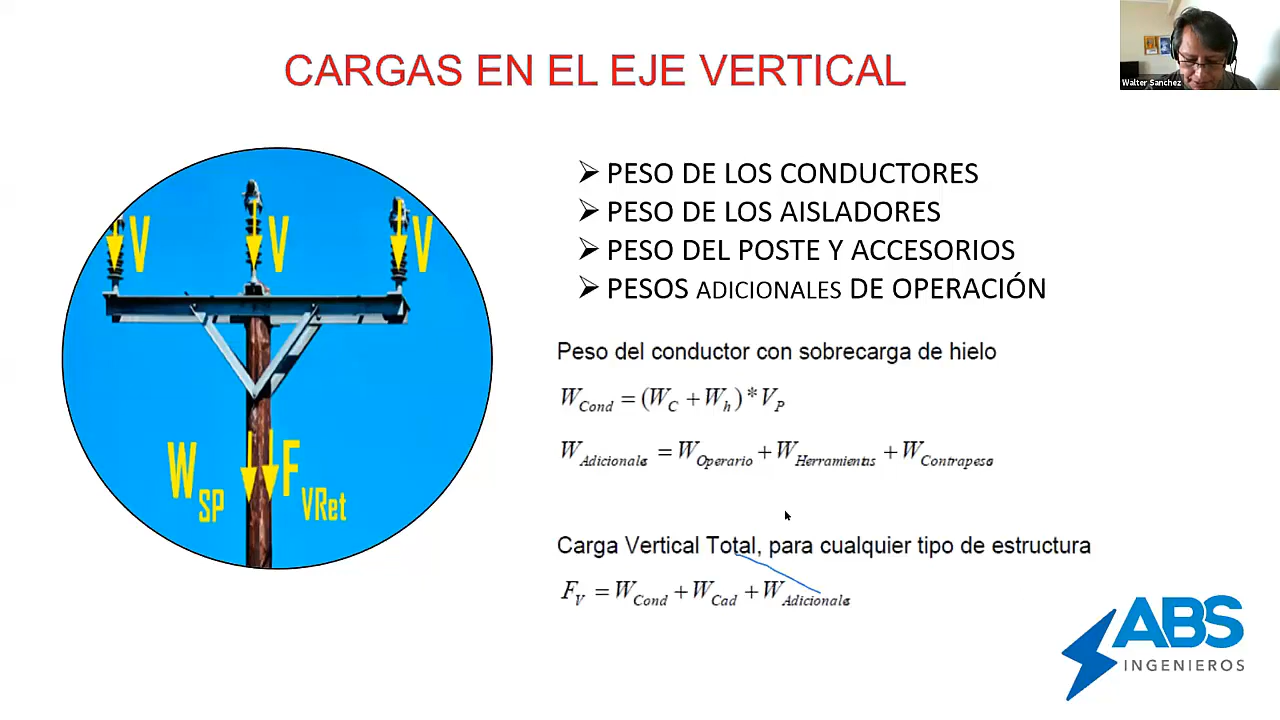 CARGAS EN EL EJE VERTICAL
Walter Sanchez
PESO DE LOS CONDUCTORES
PESO DE LOS AISLADORES
PESO DEL POSTE Y ACCESORIOS
PESOS ADICIONALES DE OPERACIÓN
V V V
W_SP F_VRet
Peso del conductor con sobrecarga de hielo
W_Cond = (W_C + W_h) * V_P
W_Adicionales = W_Operario + W_Herramientas + W_Contrapeso
Carga Vertical Total, para cualquier tipo de estructura
F_V = W_Cond + W_Cad + W_Adicionales
ABS
INGENIEROS